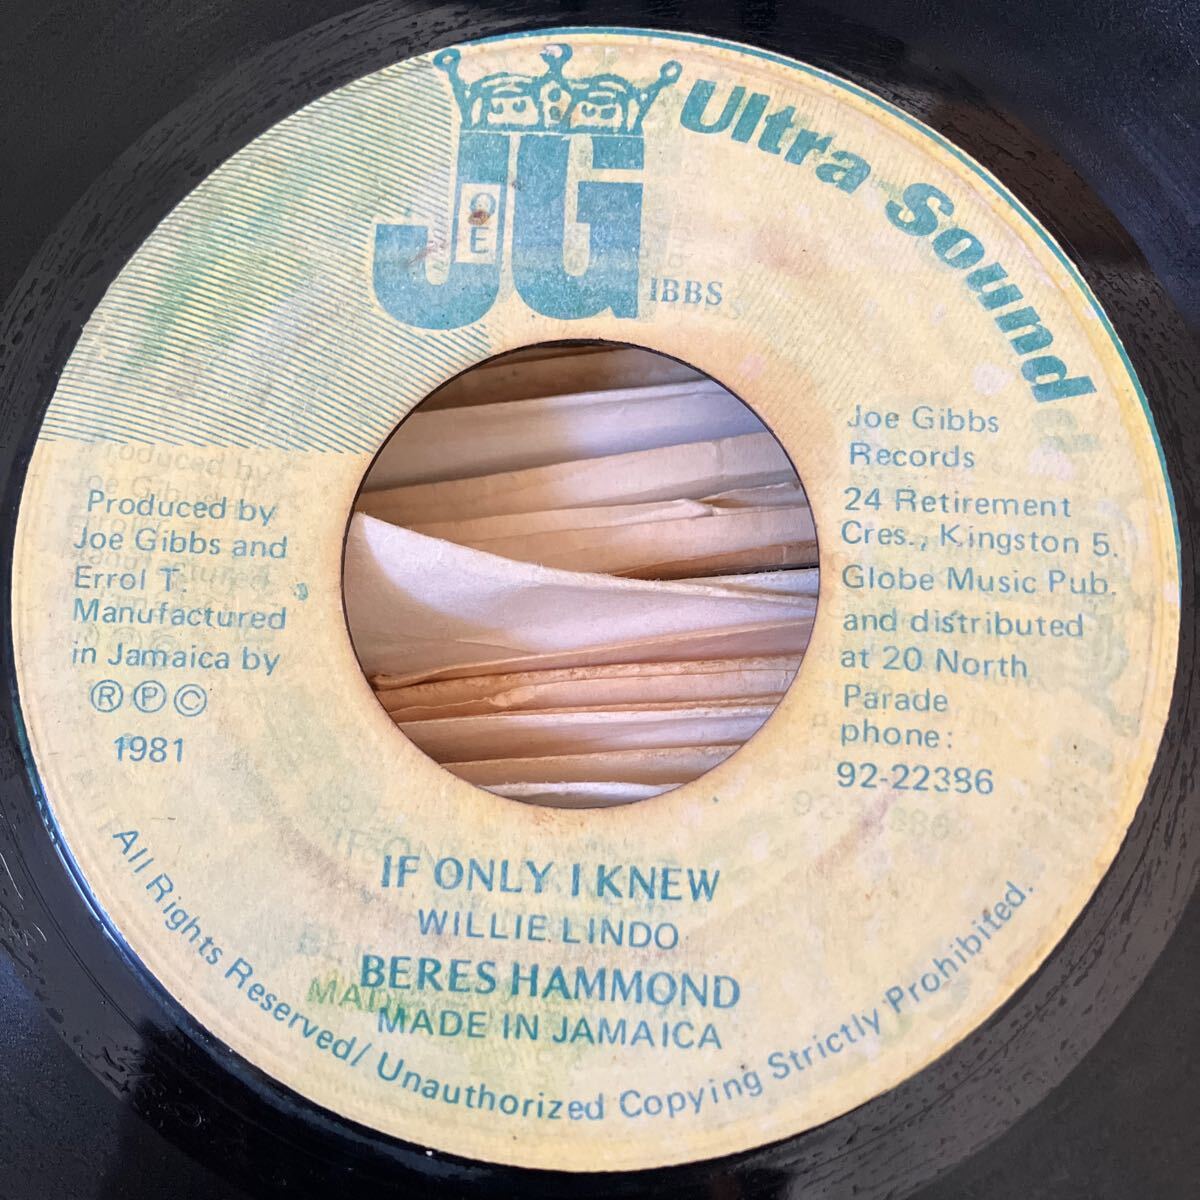 JG
OE
IBBS
Ultra Sound
Produced by
Joe Gibbs and
Errol T.
Manufactured
in Jamaica by
Ⓡ Ⓟ Ⓒ
1981
Joe Gibbs
Records
24 Retirement
Cres., Kingston 5.
Globe Music Pub.
and distributed
at 20 North
Parade
phone:
92-22386
IF ONLY I KNEW
WILLIE LINDO
BERES HAMMOND
MADE IN JAMAICA
All Rights Reserved/ Unauthorized Copying Strictly Prohibited.